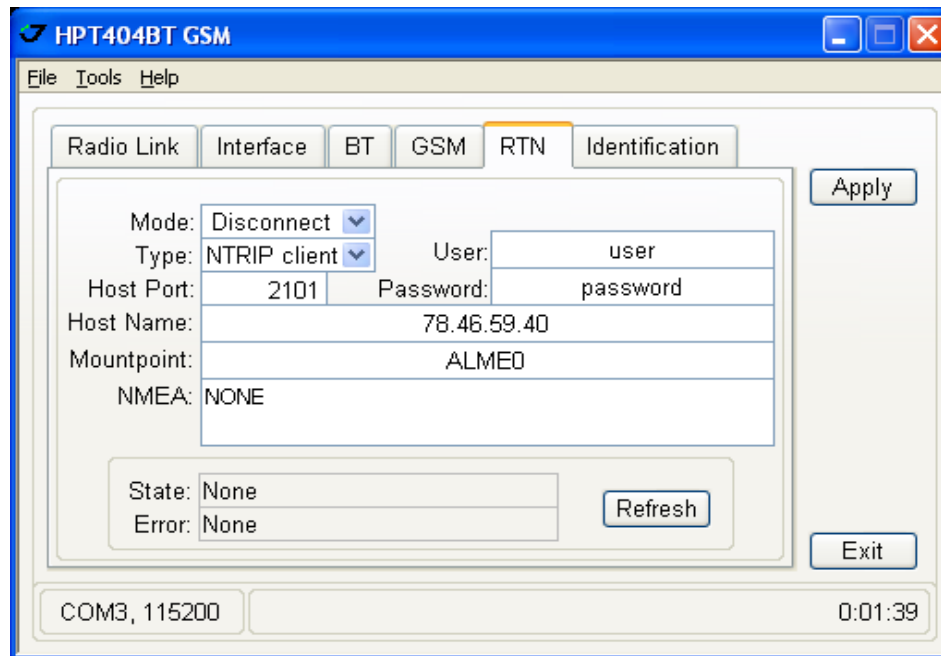 HPT404BT GSM
File Tools Help
Radio Link Interface BT GSM RTN Identification
Apply
Mode: Disconnect
Type: NTRIP client User: user
Host Port: 2101 Password: password
Host Name: 78.46.59.40
Mountpoint: ALME0
NMEA: NONE
State: None
Error: None
Refresh
Exit
COM3, 115200 0:01:39